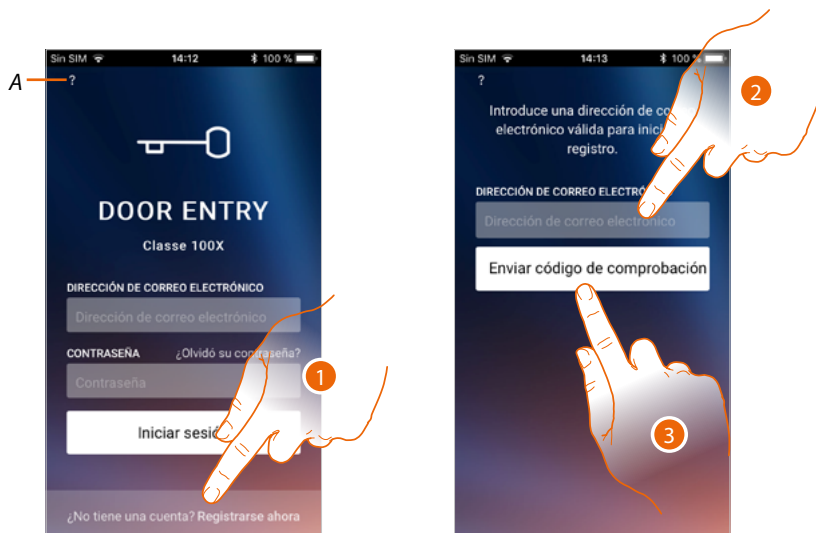 Sin SIM 14:12 100 %
A
?
DOOR ENTRY
Classe 100X
DIRECCIÓN DE CORREO ELECTRÓNICO
Dirección de correo electrónico
CONTRASEÑA ¿Olvidó su contraseña?
Contraseña
Iniciar sesió
¿No tiene una cuenta? Registrarse ahora
1
Sin SIM 14:13 100 %
?
Introduce una dirección de co
electrónico válida para inici
registro.
DIRECCIÓN DE CORREO ELECTRÓ
Dirección de correo electrónico
Enviar código de comprobación
2
3